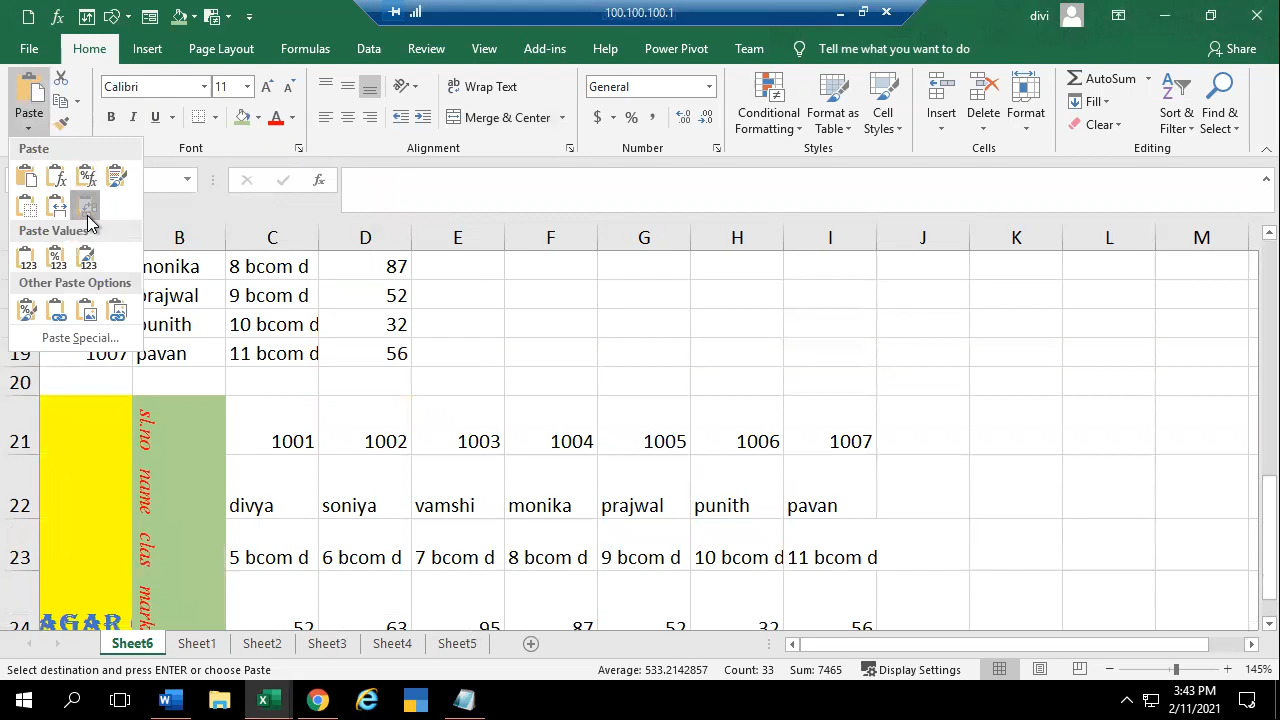 100.100.100.1
divi
File Home Insert Page Layout Formulas Data Review View Add-ins Help Power Pivot Team Tell me what you want to do Share
Paste
Calibri 11
Wrap Text
Merge & Center
General
Conditional Formatting
Format as Table
Cell Styles
Insert Delete Format
AutoSum
Fill
Clear
Sort & Filter
Find & Select
Font Alignment Number Styles Cells Editing
Paste
Paste Values
Other Paste Options
Paste Special...
B C D E F G H I J K L M
monika 8 bcom d 87
prajwal 9 bcom d 52
punith 10 bcom d 32
19 1007 pavan 11 bcom d 56
20
21 sl.no 1001 1002 1003 1004 1005 1006 1007
22 name divya soniya vamshi monika prajwal punith pavan
23 clas 5 bcom d 6 bcom d 7 bcom d 8 bcom d 9 bcom d 10 bcom d 11 bcom d
24 AGAR mark 52 63 95 87 52 32 56
Sheet6 Sheet1 Sheet2 Sheet3 Sheet4 Sheet5
Select destination and press ENTER or choose Paste Average: 533.2142857 Count: 33 Sum: 7465 Display Settings 145%
3:43 PM
2/11/2021